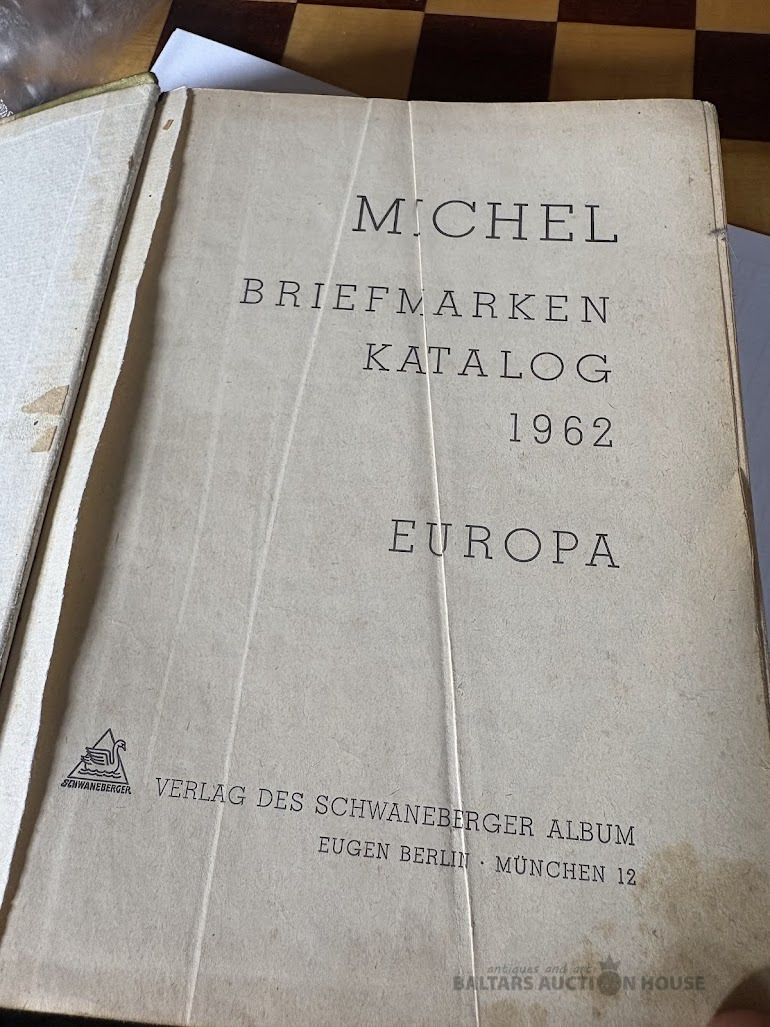 MICHEL
BRIEFMARKEN
KATALOG
1962
EUROPA
SCHWANEBERGER
VERLAG DES SCHWANEBERGER ALBUM
EUGEN BERLIN · MÜNCHEN 12
antiques and art
BALTARS AUCTION HOUSE